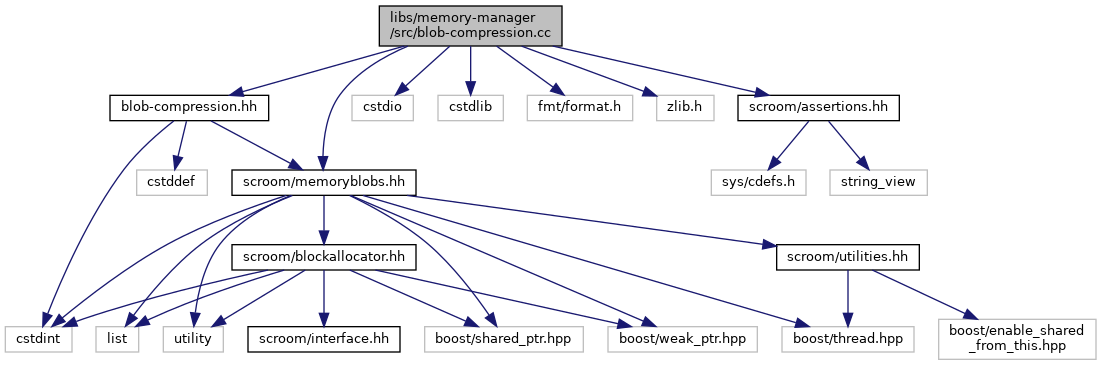 libs/memory-manager
/src/blob-compression.cc
blob-compression.hh
cstdio
cstdlib
fmt/format.h
zlib.h
scroom/assertions.hh
cstddef
scroom/memoryblobs.hh
sys/cdefs.h
string_view
scroom/blockallocator.hh
scroom/utilities.hh
cstdint
list
utility
scroom/interface.hh
boost/shared_ptr.hpp
boost/weak_ptr.hpp
boost/thread.hpp
boost/enable_shared
_from_this.hpp